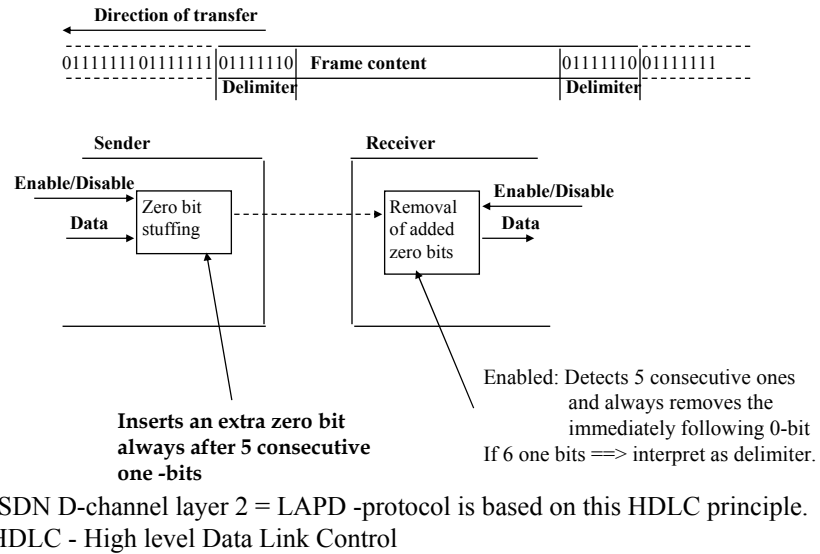 Direction of transfer
0111111101111111 01111110 Frame content 01111110 01111111
Delimiter Delimiter
Sender Receiver
Enable/Disable Enable/Disable
Data Zero bit stuffing Removal of added zero bits Data
Enabled: Detects 5 consecutive ones
and always removes the
immediately following 0-bit
If 6 one bits ==> interpret as delimiter.
Inserts an extra zero bit
always after 5 consecutive
one -bits
SDN D-channel layer 2 = LAPD -protocol is based on this HDLC principle.
HDLC - High level Data Link Control